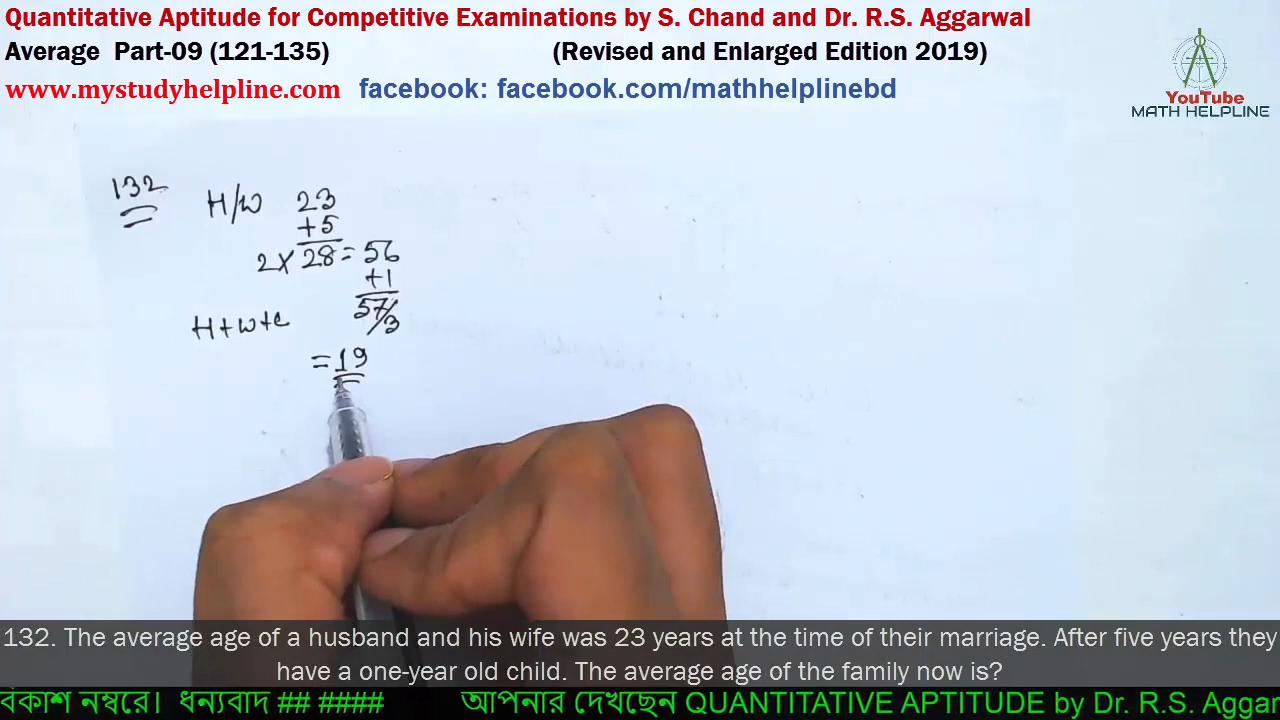 Quantitative Aptitude for Competitive Examinations by S. Chand and Dr. R.S. Aggarwal
Average Part-09 (121-135) (Revised and Enlarged Edition 2019)
www.mystudyhelpline.com facebook: facebook.com/mathhelplinebd
YouTube
MATH HELPLINE
132 H/W 23
+5
2 × 28 = 56
+1
57/3
H+W+C
= 19
132. The average age of a husband and his wife was 23 years at the time of their marriage. After five years they
have a one-year old child. The average age of the family now is?
বিকাশ নম্বরে। ধন্যবাদ ## #### আপনার দেখছেন QUANTITATIVE APTITUDE by Dr. R.S. Aggar